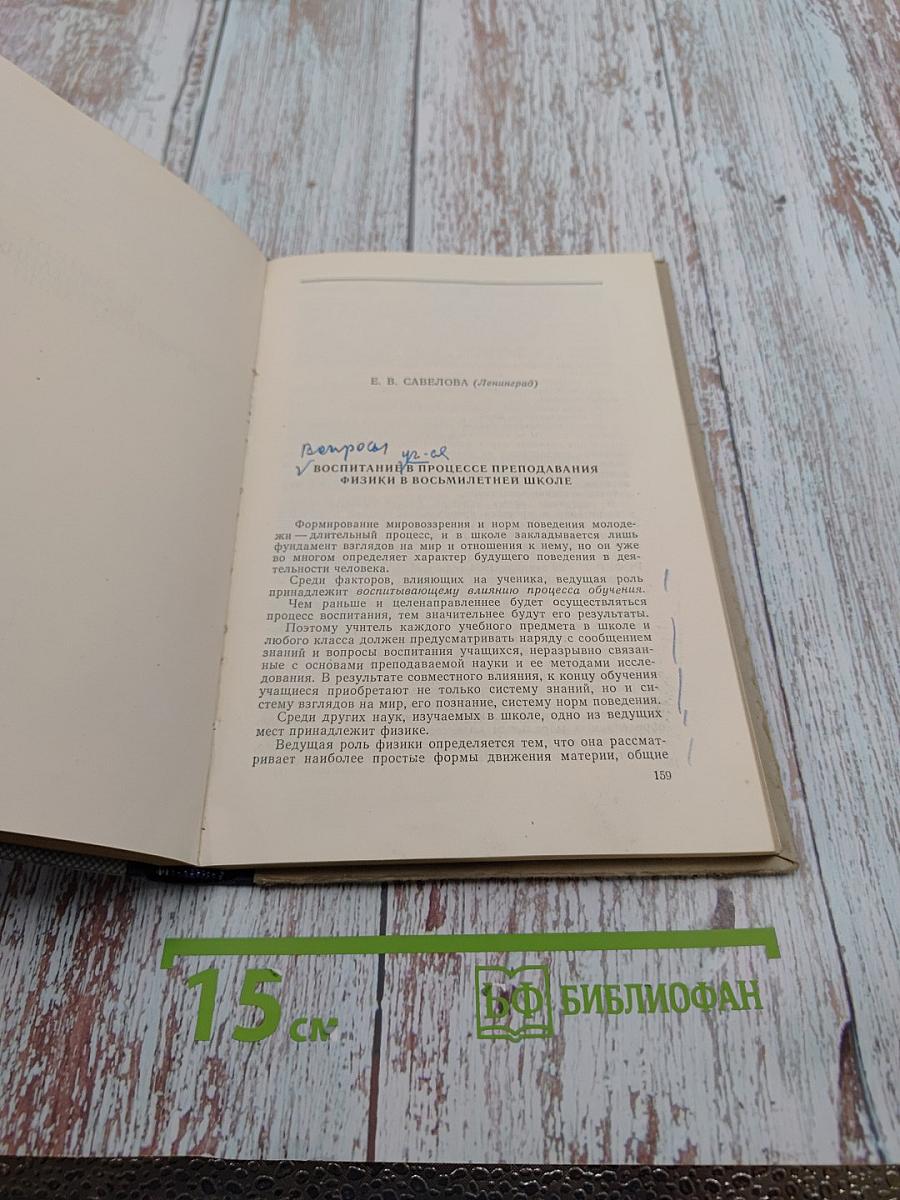 Е. В. САВЕЛОВА (Ленинград)
Вопросы уч-ся
ВОСПИТАНИЕ В ПРОЦЕССЕ ПРЕПОДАВАНИЯ
ФИЗИКИ В ВОСЬМИЛЕТНЕЙ ШКОЛЕ
Формирование мировоззрения и норм поведения молоде-
жи — длительный процесс, и в школе закладывается лишь
фундамент взглядов на мир и отношения к нему, но он уже
во многом определяет характер будущего поведения в дея-
тельности человека.
Среди факторов, влияющих на ученика, ведущая роль
принадлежит воспитывающему влиянию процесса обучения.
Чем раньше и целенаправленнее будет осуществляться
процесс воспитания, тем значительнее будут его результаты.
Поэтому учитель каждого учебного предмета в школе и
любого класса должен предусматривать наряду с сообщением
знаний и вопросы воспитания учащихся, неразрывно связан-
ные с основами преподаваемой науки и ее методами иссле-
дования. В результате совместного влияния, к концу обучения
учащиеся приобретают не только систему знаний, но и си-
стему взглядов на мир, его познание, систему норм поведения.
Среди других наук, изучаемых в школе, одно из ведущих
мест принадлежит физике.
Ведущая роль физики определяется тем, что она рассмат-
ривает наиболее простые формы движения материи, общие
159
15 см
БФ БИБЛИОФАН